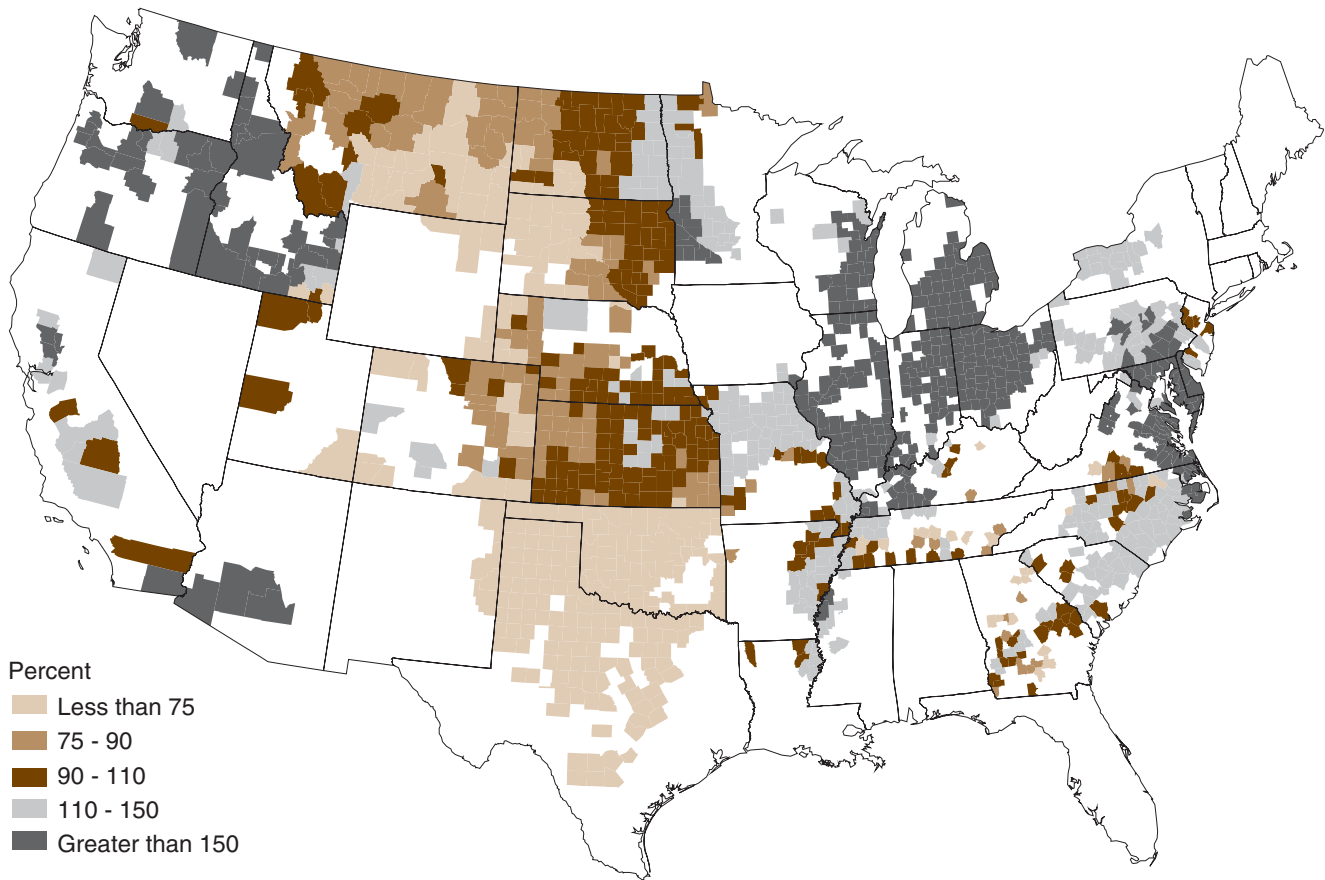 Percent
Less than 75
75 - 90
90 - 110
110 - 150
Greater than 150